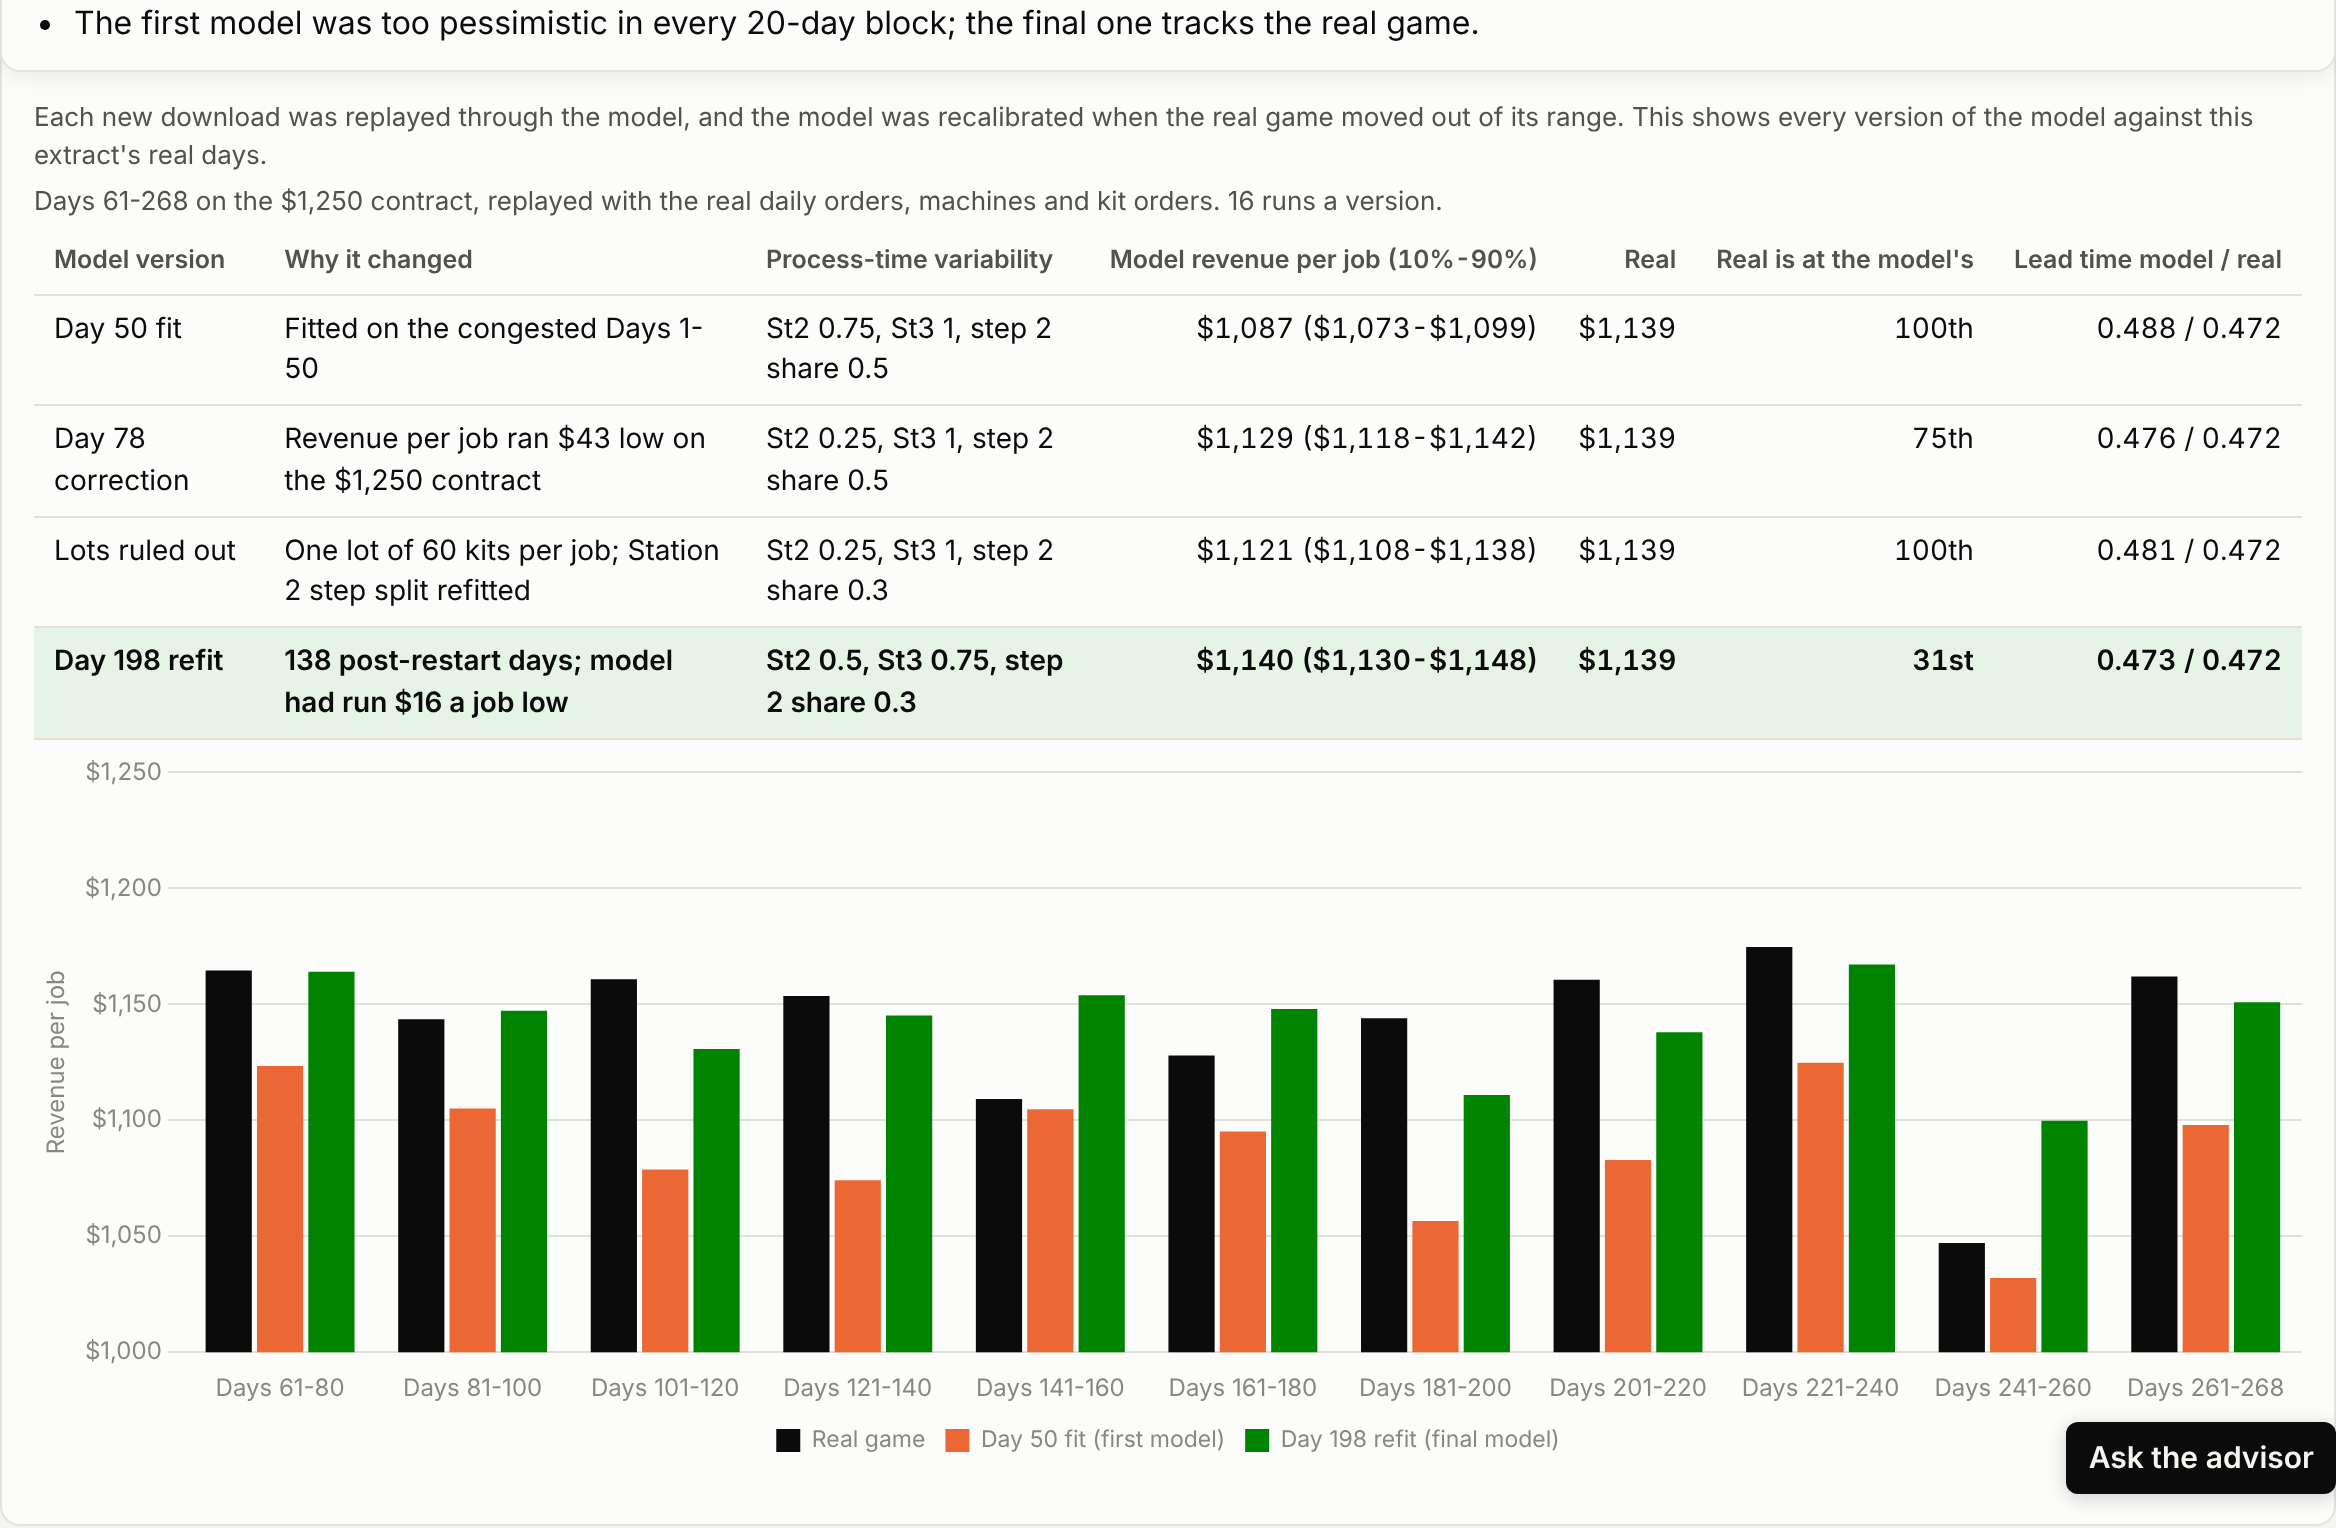 • The first model was too pessimistic in every 20-day block; the final one tracks the real game.
Each new download was replayed through the model, and the model was recalibrated when the real game moved out of its range. This shows every version of the model against this
extract's real days.
Days 61-268 on the $1,250 contract, replayed with the real daily orders, machines and kit orders. 16 runs a version.
Model version Why it changed Process-time variability Model revenue per job (10%-90%) Real Real is at the model's Lead time model / real
Day 50 fit Fitted on the congested Days 1- St2 0.75, St3 1, step 2 $1,087 ($1,073-$1,099) $1,139 100th 0.488 / 0.472
50 share 0.5
Day 78 Revenue per job ran $43 low on St2 0.25, St3 1, step 2 $1,129 ($1,118-$1,142) $1,139 75th 0.476 / 0.472
correction the $1,250 contract share 0.5
Lots ruled out One lot of 60 kits per job; Station St2 0.25, St3 1, step 2 $1,121 ($1,108-$1,138) $1,139 100th 0.481 / 0.472
2 step split refitted share 0.3
Day 198 refit 138 post-restart days; model St2 0.5, St3 0.75, step $1,140 ($1,130-$1,148) $1,139 31st 0.473 / 0.472
had run $16 a job low 2 share 0.3
$1,250
$1,200
$1,150
$1,100
$1,050
$1,000
Revenue per job
Days 61-80 Days 81-100 Days 101-120 Days 121-140 Days 141-160 Days 161-180 Days 181-200 Days 201-220 Days 221-240 Days 241-260 Days 261-268
Real game Day 50 fit (first model) Day 198 refit (final model)
Ask the advisor